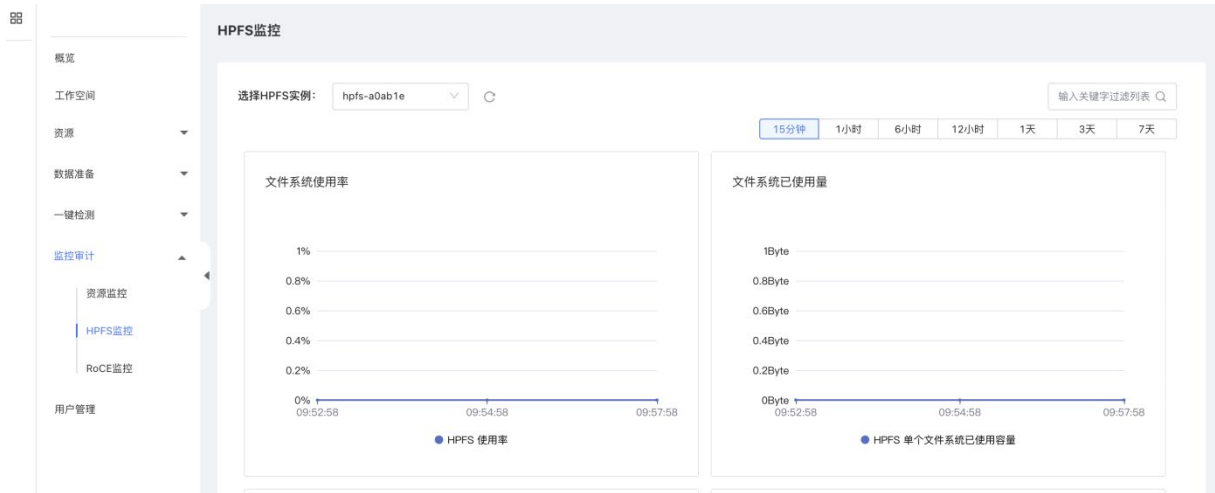 HPFS监控
概览
工作空间
资源
数据准备
一键检测
监控审计
资源监控
HPFS监控
RoCE监控
用户管理
选择HPFS实例： hpfs-a0ab1e 输入关键字过滤列表
15分钟 1小时 6小时 12小时 1天 3天 7天
文件系统使用率
1%
0.8%
0.6%
0.4%
0.2%
0%
09:52:58 09:54:58 09:57:58
HPFS 使用率
文件系统已使用量
1Byte
0.8Byte
0.6Byte
0.4Byte
0.2Byte
0Byte
09:52:58 09:54:58 09:57:58
HPFS 单个文件系统已使用容量